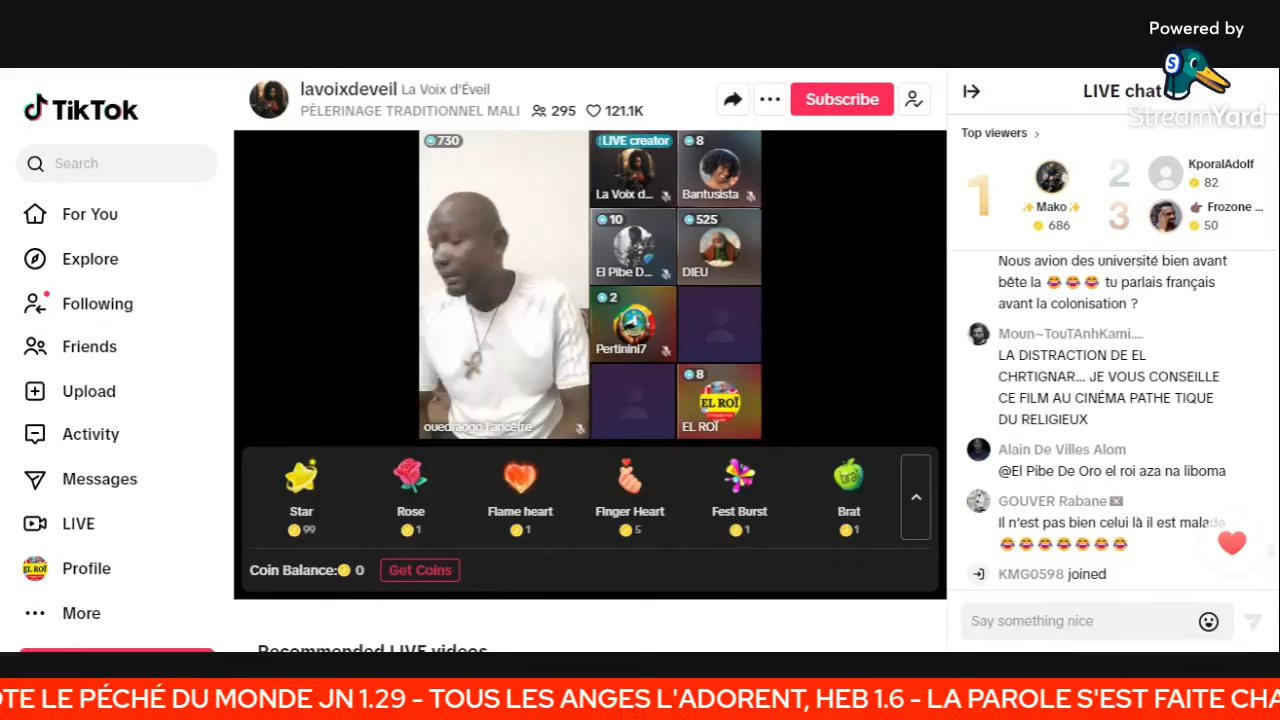 Powered by
S
StreamYard
TikTok
Search
For You
Explore
Following
Friends
Upload
Activity
Messages
LIVE
EL ROÏ
Profile
More
lavoixdeveil La Voix d'Éveil
PÈLERINAGE TRADITIONNEL MALI 295 121.1K
Subscribe
730
ouedraogo l'ancêtre
LIVE creator
La Voix d...
8
Bantusista
10
El Pibe D...
525
DIEU
2
Pertinini7
8
EL ROÏ
EL ROÏ
Star
99
Rose
1
Flame heart
1
Finger Heart
5
Fest Burst
1
Brat
1
Coin Balance: 0
Get Coins
Recommended LIVE videos
LIVE chat
Top viewers
1
Mako
686
2
KporalAdolf
82
3
Frozone ...
50
Nous avion des université bien avant
bête la 😂 😂 😂 tu parlais français
avant la colonisation ?
Moun~TouTAnhKami....
LA DISTRACTION DE EL
CHRTIGNAR... JE VOUS CONSEILLE
CE FILM AU CINÉMA PATHE TIQUE
DU RELIGIEUX
Alain De Villes Alom
@El Pibe De Oro el roi aza na liboma
GOUVER Rabane
Il n'est pas bien celui là il est malade
😂😂😂😂😂😂😂
KMG0598 joined
Say something nice
OTE LE PÉCHÉ DU MONDE JN 1.29 - TOUS LES ANGES L'ADORENT, HEB 1.6 - LA PAROLE S'EST FAITE CHA